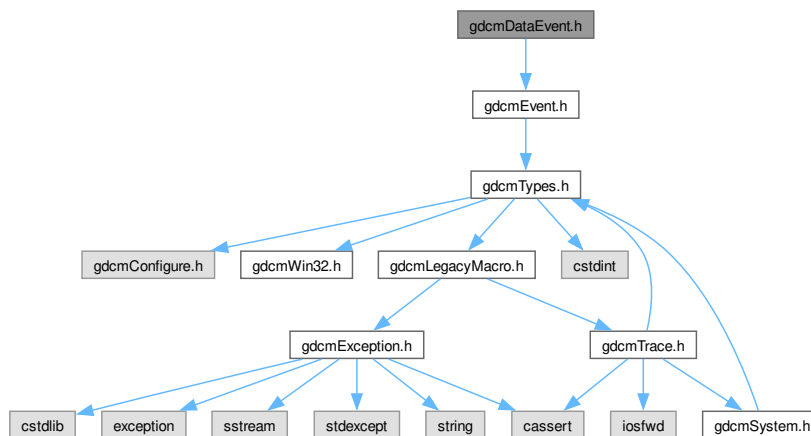 gdcmDataEvent.h
gdcmEvent.h
gdcmTypes.h
gdcmConfigure.h
gdcmWin32.h
gdcmLegacyMacro.h
cstdint
gdcmException.h
gdcmTrace.h
cstdlib
exception
sstream
stdexcept
string
cassert
iosfwd
gdcmSystem.h